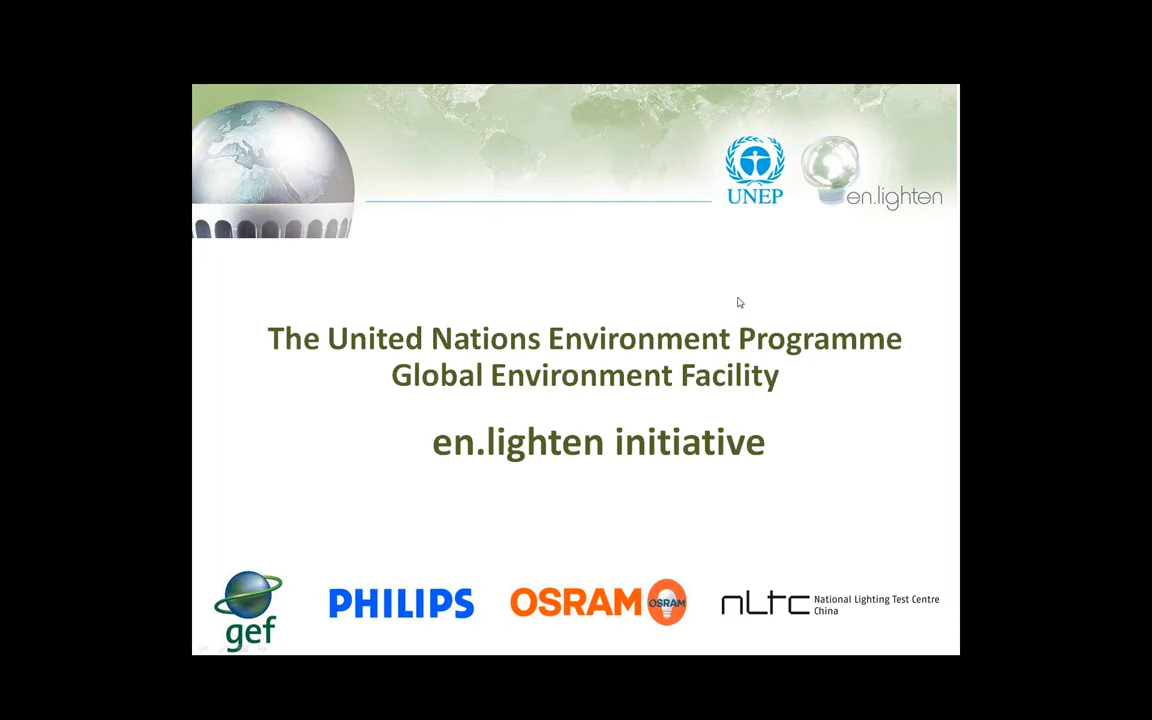 UNEP
en.lighten
The United Nations Environment Programme
Global Environment Facility
en.lighten initiative
gef
PHILIPS
OSRAM
OSRAM
nLtc
National Lighting Test Centre
China